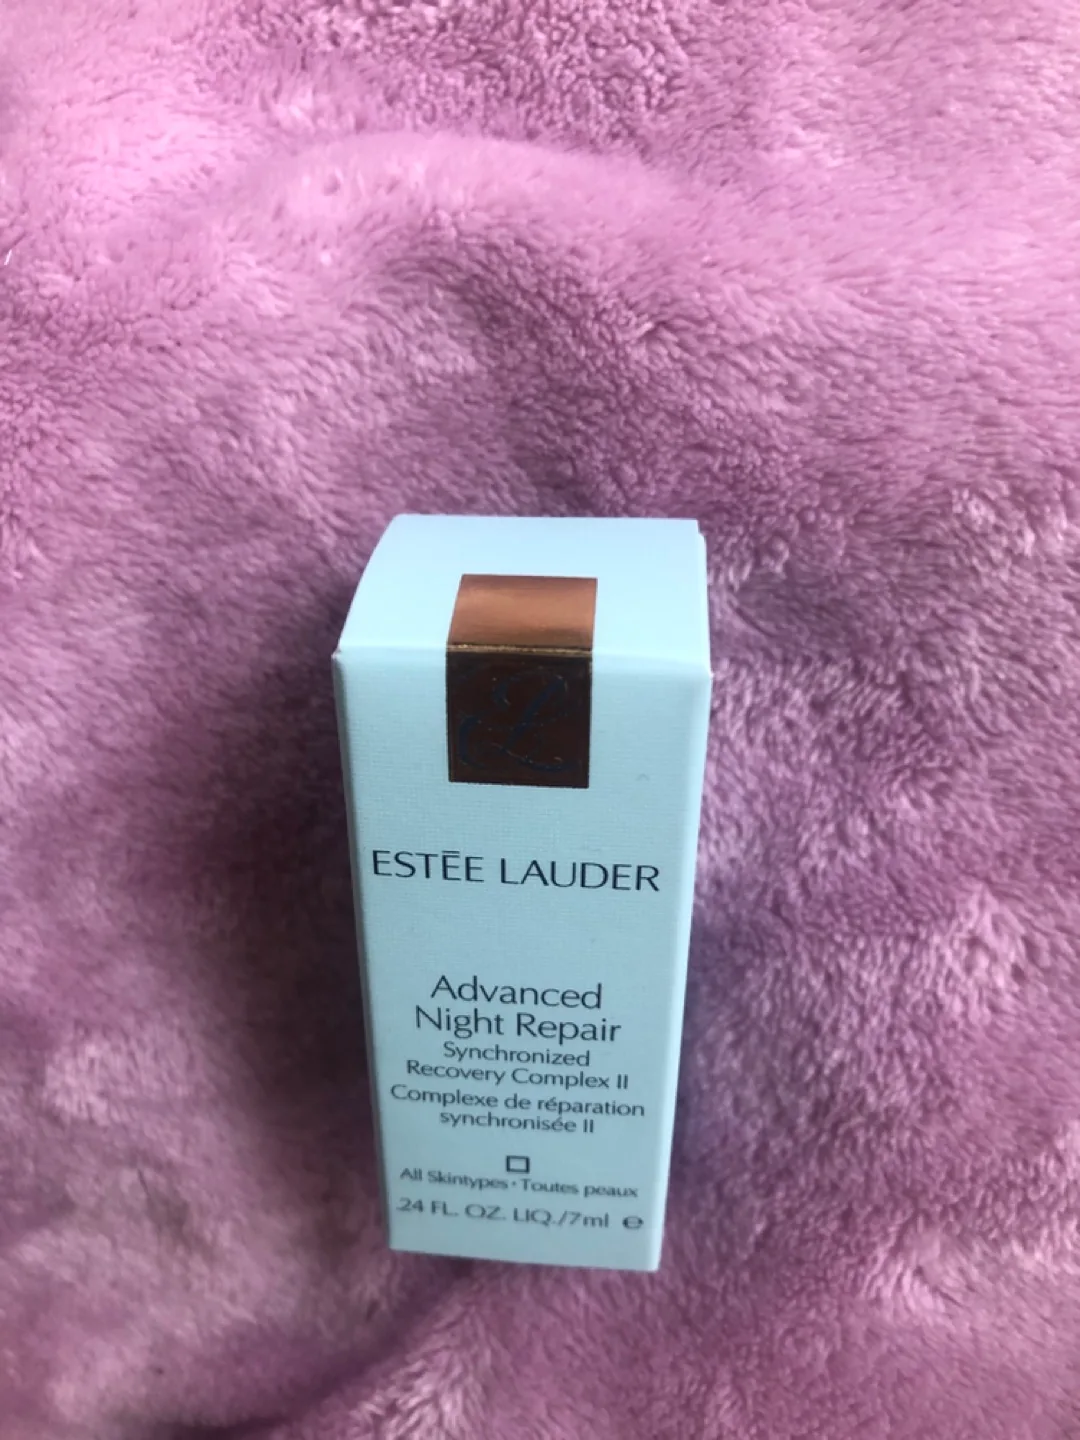 ESTĒE LAUDER
Advanced
Night Repair
Synchronized
Recovery Complex II
Complexe de réparation
synchronisée II
All Skintypes • Toutes peaux
.24 FL. OZ. LIQ./7ml ℮